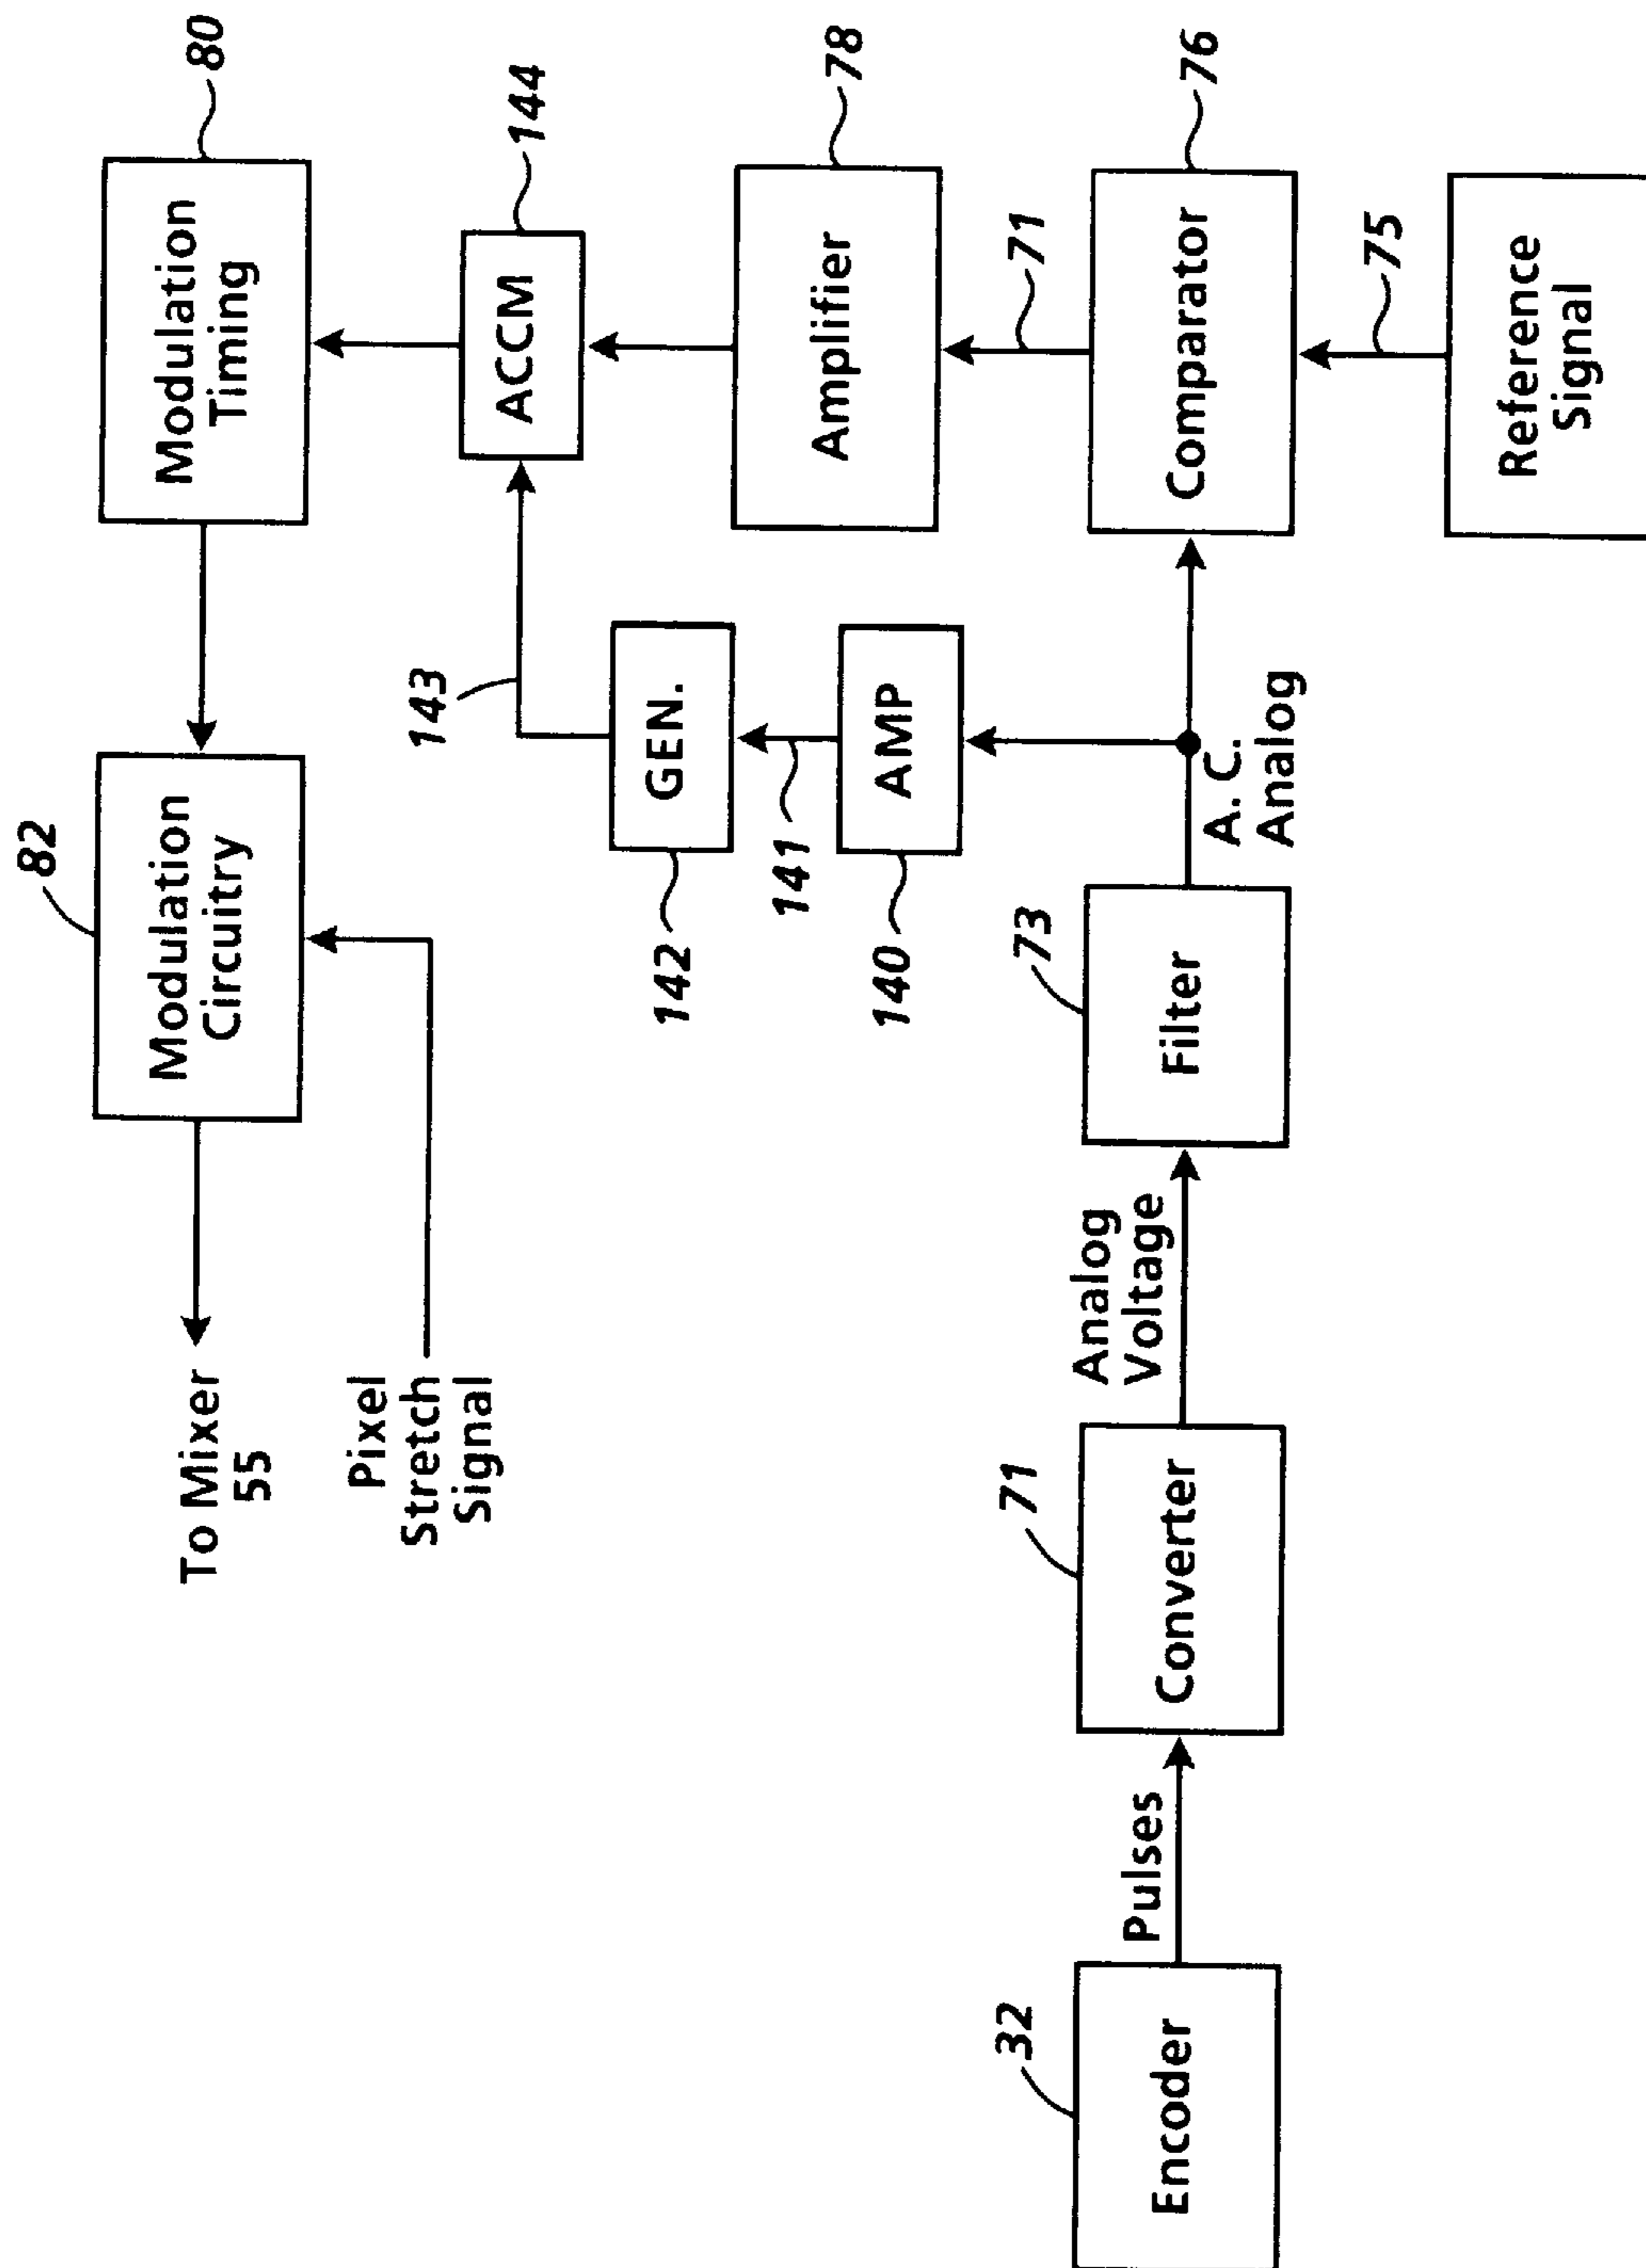 32
Encoder
Pulses
71
Converter
Analog
Voltage
73
Filter
A. C.
Analog
140
AMP
141
142
GEN.
143
Reference
Signal
75
Comparator
76
71
Amplifier
78
ACCM
144
Modulation
Timing
80
82
Modulation
Circuitry
To Mixer
55
Pixel
Stretch
Signal